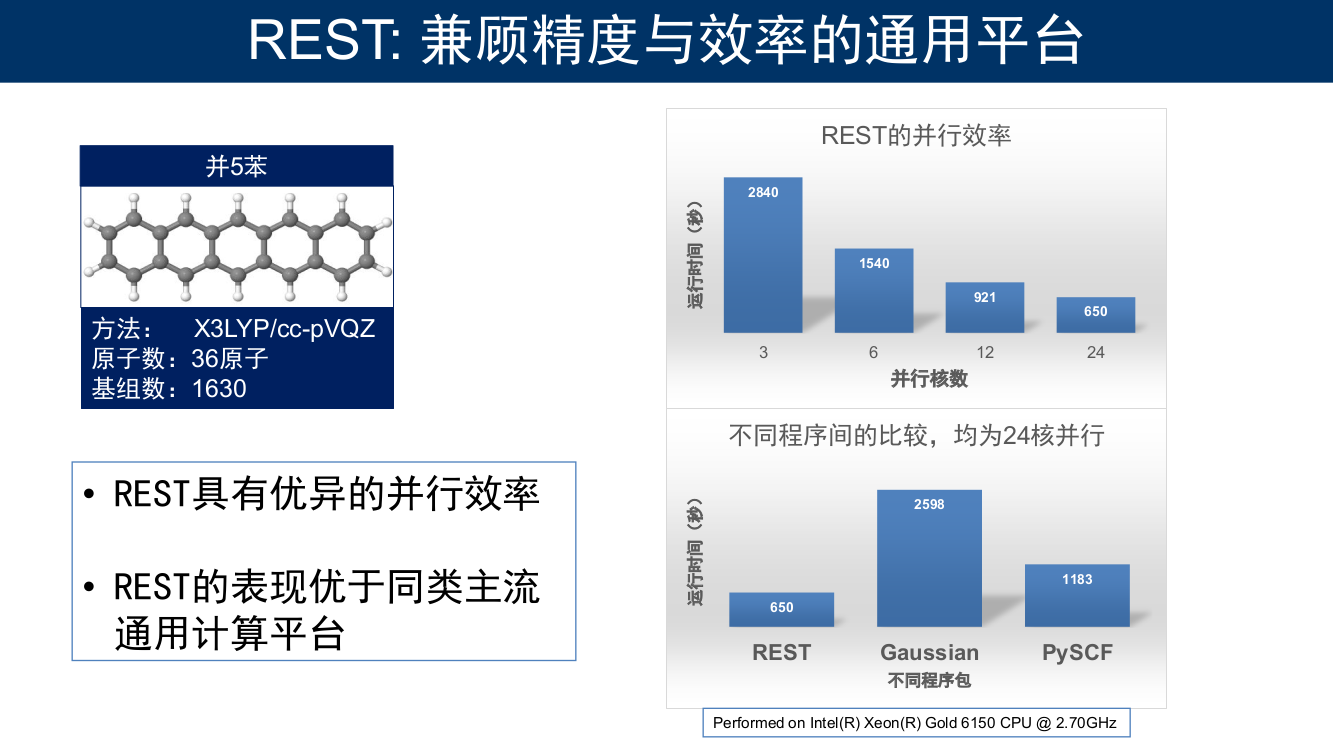 REST: 兼顾精度与效率的通用平台
并5苯
方法： X3LYP/cc-pVQZ
原子数：36原子
基组数：1630
• REST具有优异的并行效率
• REST的表现优于同类主流
通用计算平台
REST的并行效率
运行时间（秒）
2840
1540
921
650
3 6 12 24
并行核数
不同程序间的比较，均为24核并行
运行时间（秒）
650
2598
1183
REST Gaussian PySCF
不同程序包
Performed on Intel(R) Xeon(R) Gold 6150 CPU @ 2.70GHz